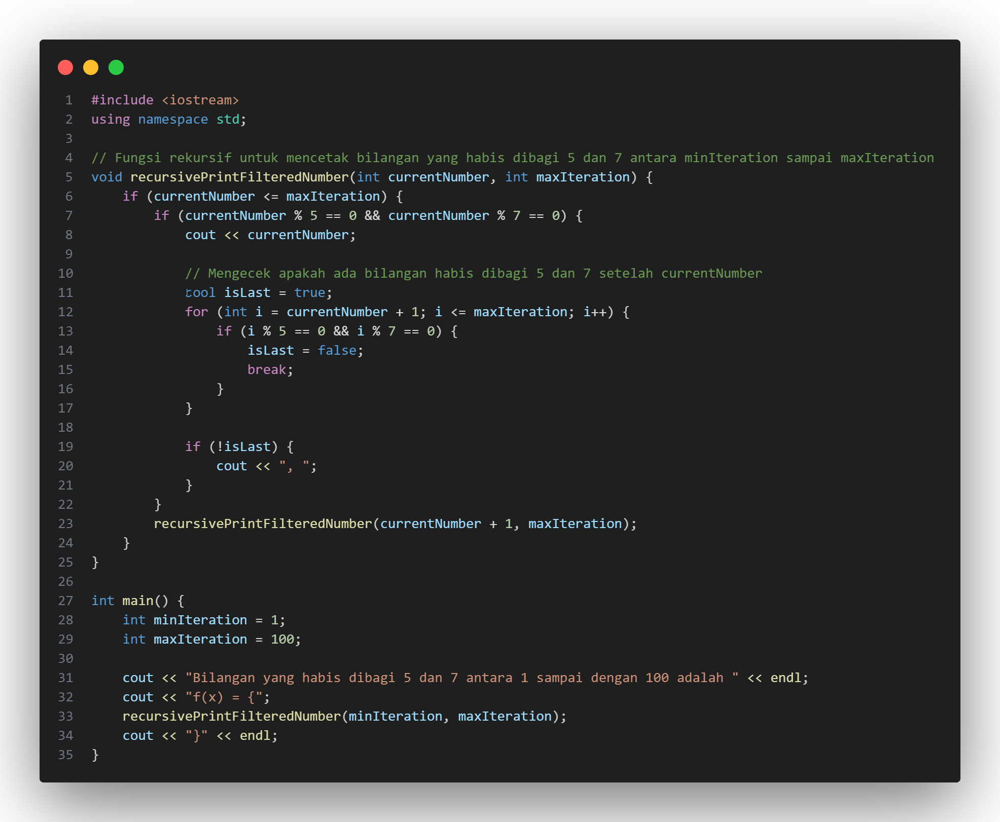 1 #include <iostream>
2 using namespace std;
3
4 // Fungsi rekursif untuk mencetak bilangan yang habis dibagi 5 dan 7 antara minIteration sampai maxIteration
5 void recursivePrintFilteredNumber(int currentNumber, int maxIteration) {
6     if (currentNumber <= maxIteration) {
7         if (currentNumber % 5 == 0 && currentNumber % 7 == 0) {
8             cout << currentNumber;
9
10             // Mengecek apakah ada bilangan habis dibagi 5 dan 7 setelah currentNumber
11             bool isLast = true;
12             for (int i = currentNumber + 1; i <= maxIteration; i++) {
13                 if (i % 5 == 0 && i % 7 == 0) {
14                     isLast = false;
15                     break;
16                 }
17             }
18
19             if (!isLast) {
20                 cout << ", ";
21             }
22         }
23         recursivePrintFilteredNumber(currentNumber + 1, maxIteration);
24     }
25 }
26
27 int main() {
28     int minIteration = 1;
29     int maxIteration = 100;
30
31     cout << "Bilangan yang habis dibagi 5 dan 7 antara 1 sampai dengan 100 adalah " << endl;
32     cout << "f(x) = {";
33     recursivePrintFilteredNumber(minIteration, maxIteration);
34     cout << "}" << endl;
35 }